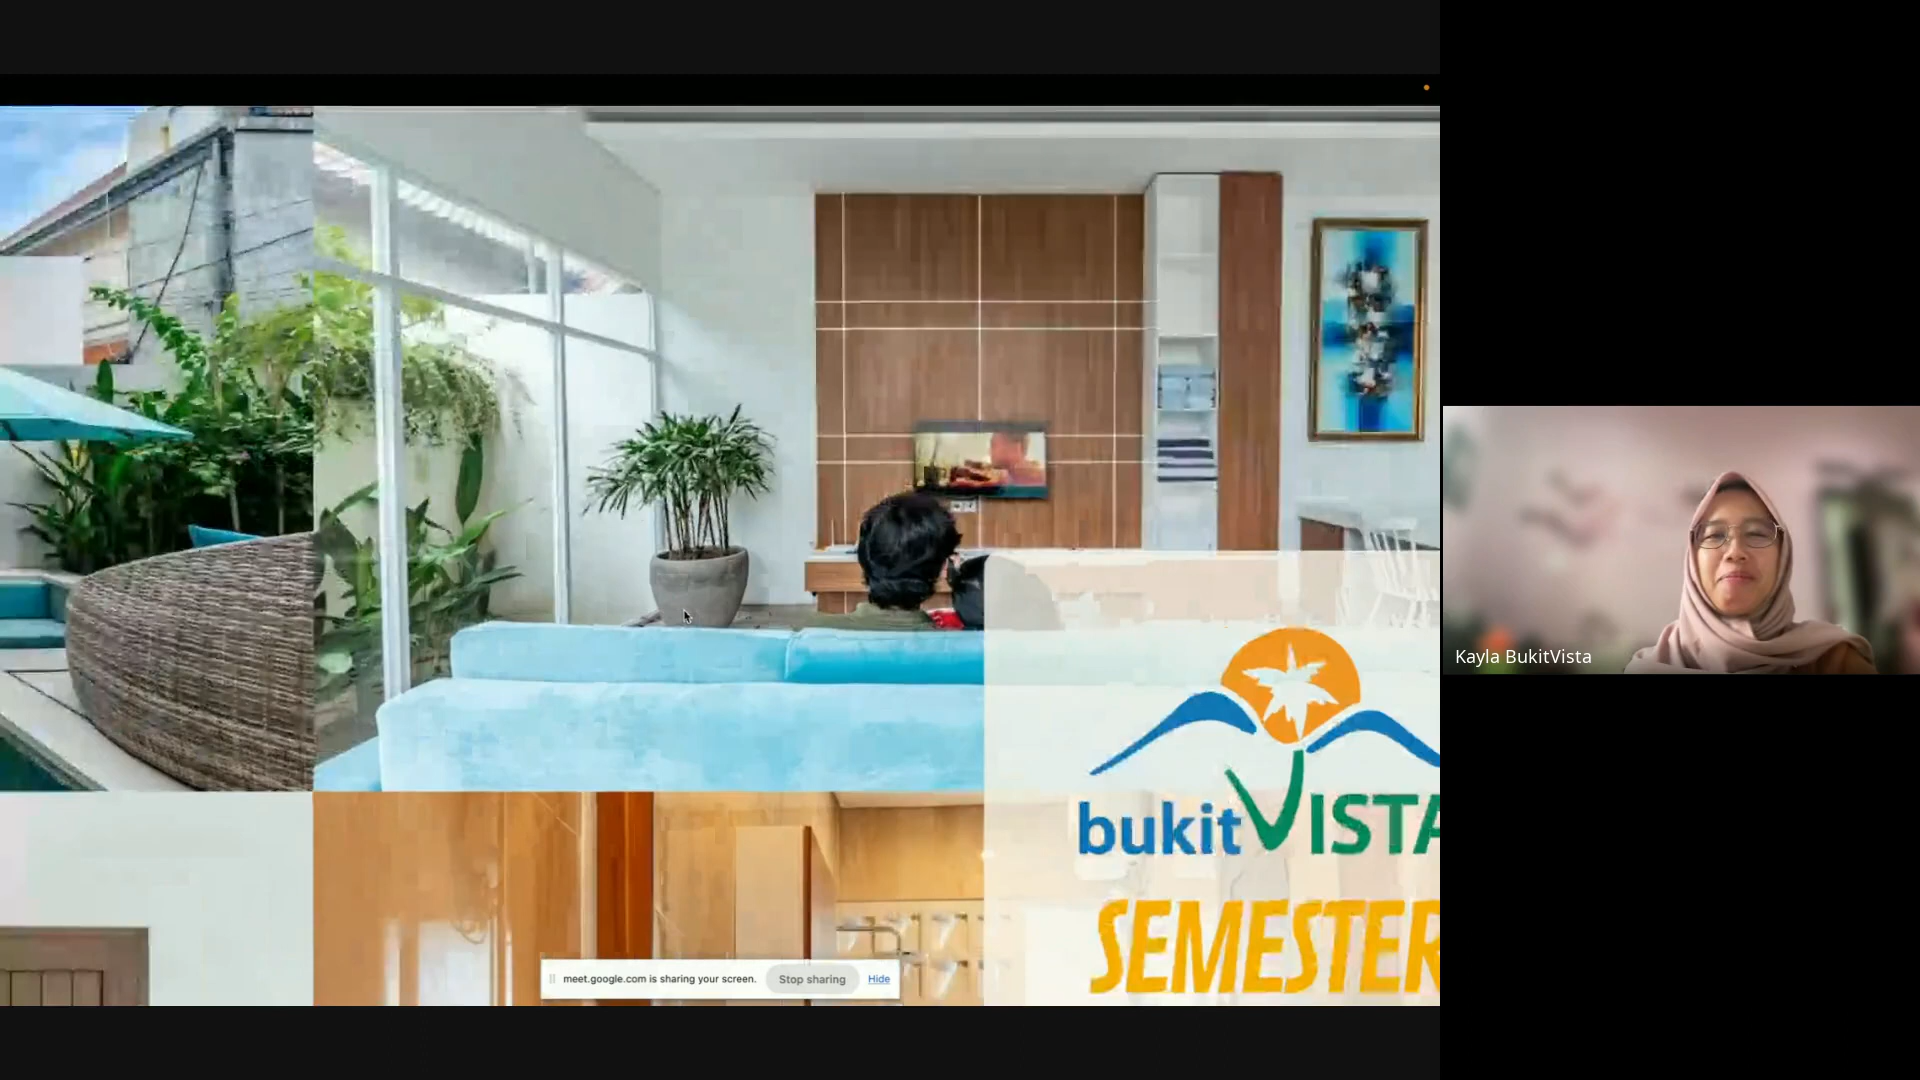 bukitVISTA
SEMESTER
meet.google.com is sharing your screen.
Stop sharing
Hide
Kayla BukitVista